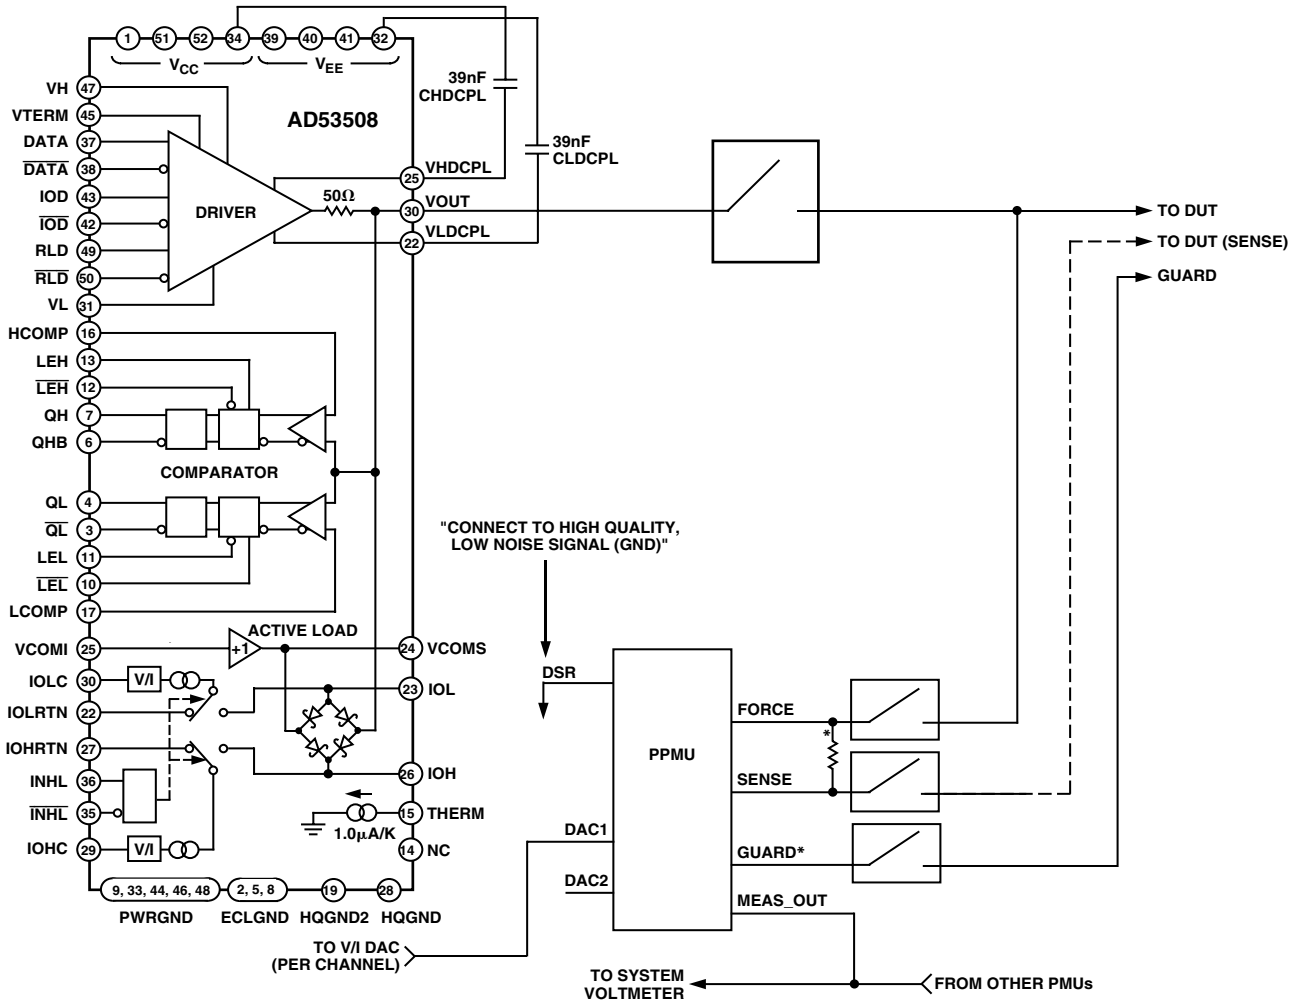 1 51 52 34 39 40 41 32
VCC VEE
AD53508
39nF
CHDCPL
39nF
CLDCPL
VH 47
VTERM 45
DATA 37
DATA 38
IOD 43
IOD 42
RLD 49
RLD 50
VL 31
DRIVER
50Ω
VHDCPL
25
VOUT
30
VLDCPL
22
TO DUT
TO DUT (SENSE)
GUARD
HCOMP 16
LEH 13
LEH 12
QH 7
QHB 6
COMPARATOR
QL 4
QL 3
LEL 11
LEL 10
LCOMP 17
"CONNECT TO HIGH QUALITY,
LOW NOISE SIGNAL (GND)"
ACTIVE LOAD
VCOMI 25 +1 24 VCOMS
IOLC 30 V/I
23 IOL
IOLRTN 22
IOHRTN 27
26 IOH
INHL 36
INHL 35
15 THERM
1.0µA/K
IOHC 29 V/I
14 NC
9, 33, 44, 46, 48 2, 5, 8 19 28
PWRGND ECLGND HQGND2 HQGND
DSR
FORCE
*
PPMU
SENSE
DAC1
GUARD*
DAC2
MEAS_OUT
TO V/I DAC
(PER CHANNEL)
TO SYSTEM
VOLTMETER
FROM OTHER PMUs